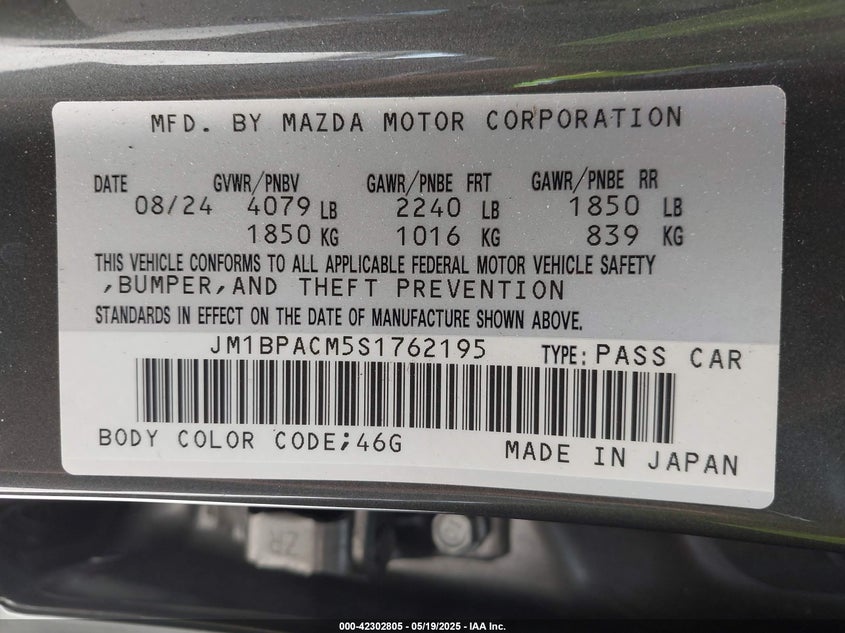 MFD. BY MAZDA MOTOR CORPORATION
DATE GVWR/PNBV GAWR/PNBE FRT GAWR/PNBE RR
08/24 4079 LB 2240 LB 1850 LB
1850 KG 1016 KG 839 KG
THIS VEHICLE CONFORMS TO ALL APPLICABLE FEDERAL MOTOR VEHICLE SAFETY
,BUMPER,AND THEFT PREVENTION
STANDARDS IN EFFECT ON THE DATE OF MANUFACTURE SHOWN ABOVE.
JM1BPACM5S1762195 TYPE: PASS CAR
BODY COLOR CODE;46G MADE IN JAPAN
ZR
000-42302805 - 05/19/2025 - IAA Inc.